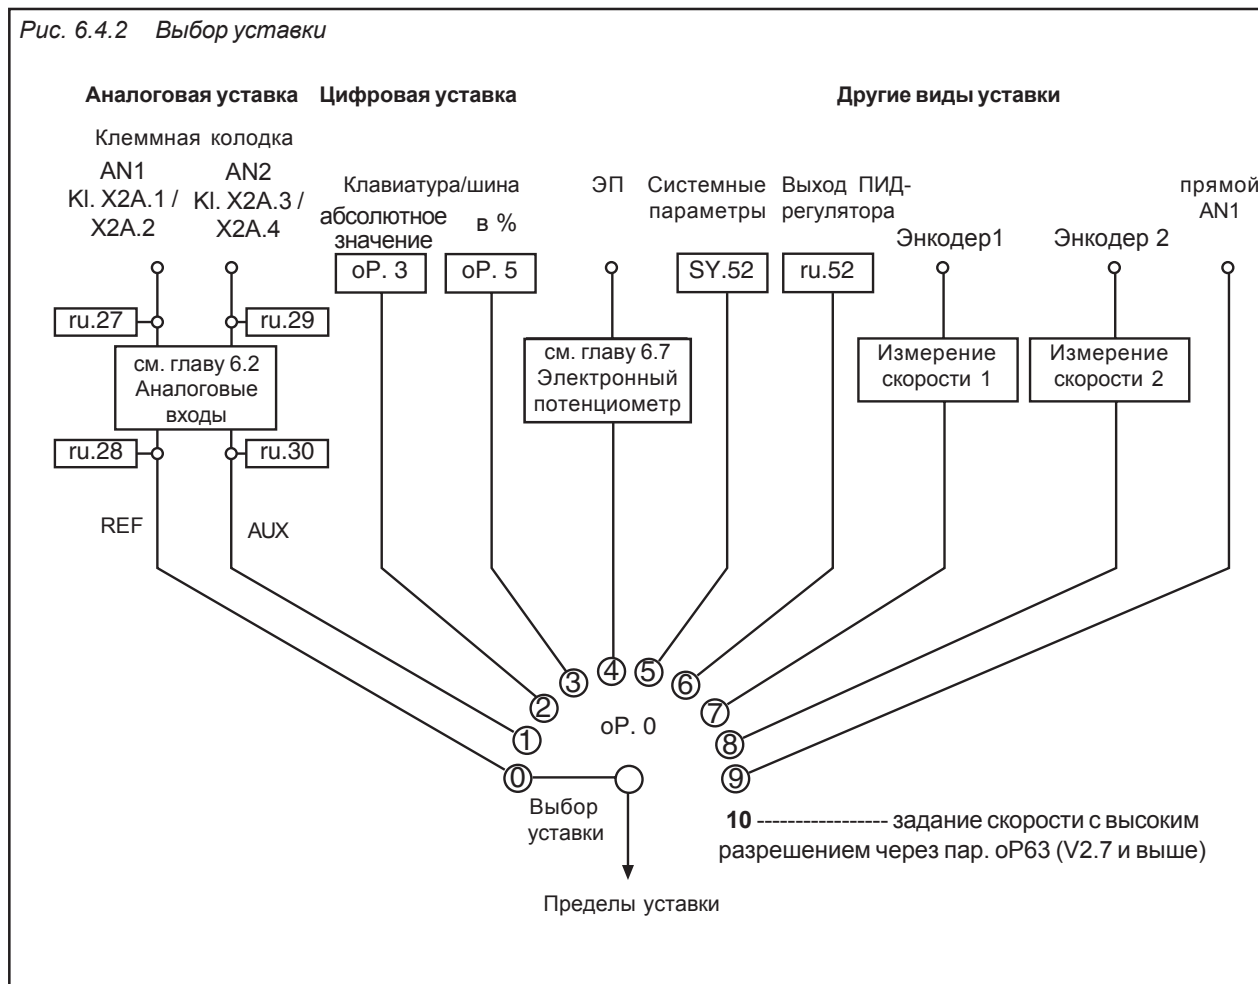 Рис. 6.4.2 Выбор уставки
Аналоговая уставка
Цифровая уставка
Другие виды уставки
Клеммная колодка
AN1
Kl. X2A.1 /
X2A.2
AN2
Kl. X2A.3 /
X2A.4
Клавиатура/шина
абсолютное
значение
в %
ЭП
Системные
параметры
Выход ПИД-
регулятора
Энкодер1
Энкодер 2
прямой
AN1
oP. 3
oP. 5
SY.52
ru.52
ru.27
ru.29
см. главу 6.2
Аналоговые
входы
см. главу 6.7
Электронный
потенциометр
Измерение
скорости 1
Измерение
скорости 2
ru.28
ru.30
REF
AUX
0
1
2
3
4
5
6
7
8
9
oP. 0
Выбор
уставки
10 ------------------ задание скорости с высоким
разрешением через пар. oP63 (V2.7 и выше)
Пределы уставки